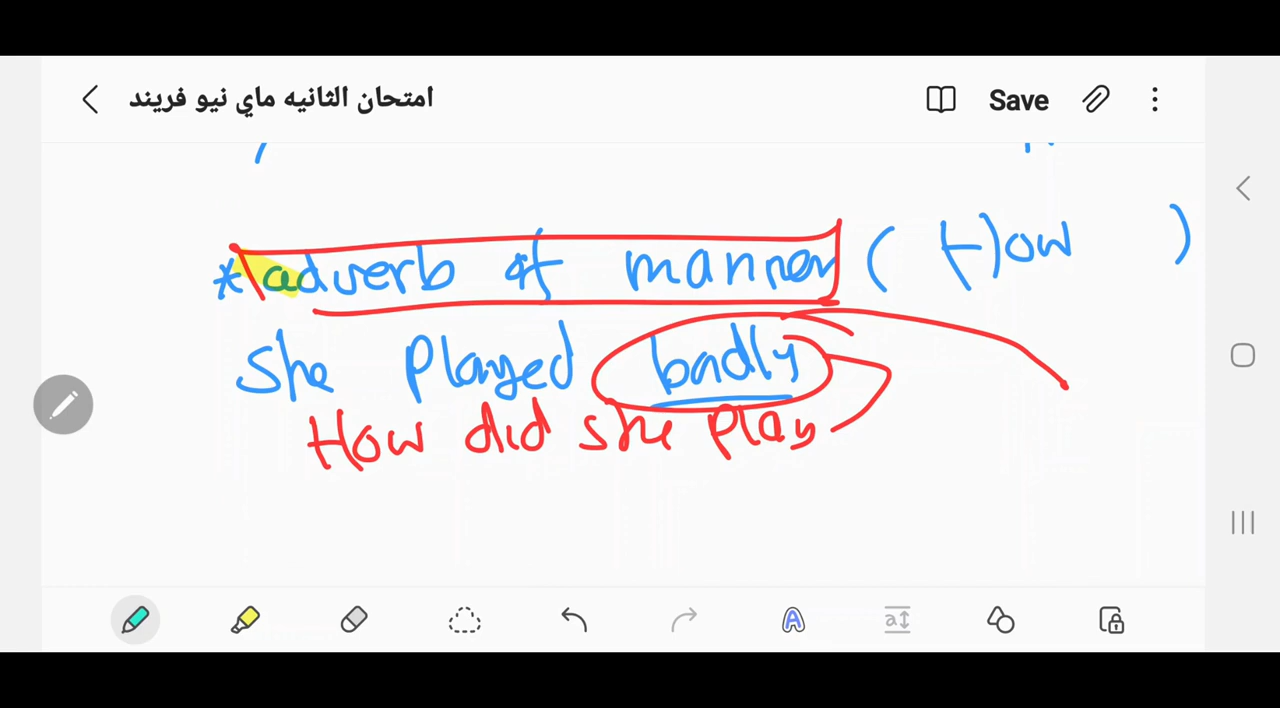 امتحان الثانيه ماي نيو فريند
Save
*adverb of manner ( How )
she played badly
How did she play